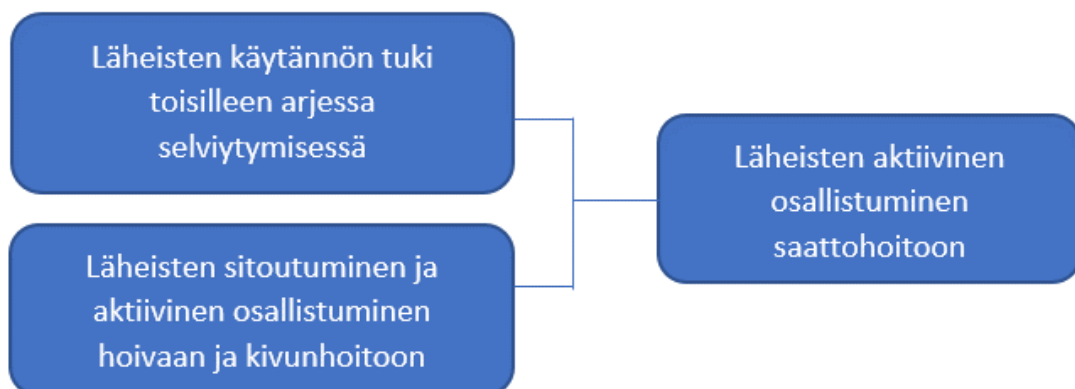 Läheisten käytännön tuki
toisilleen arjessa
selviytymisessä
Läheisten sitoutuminen ja
aktiivinen osallistuminen
hoivaan ja kivunhoitoon
Läheisten aktiivinen
osallistuminen
saattohoitoon